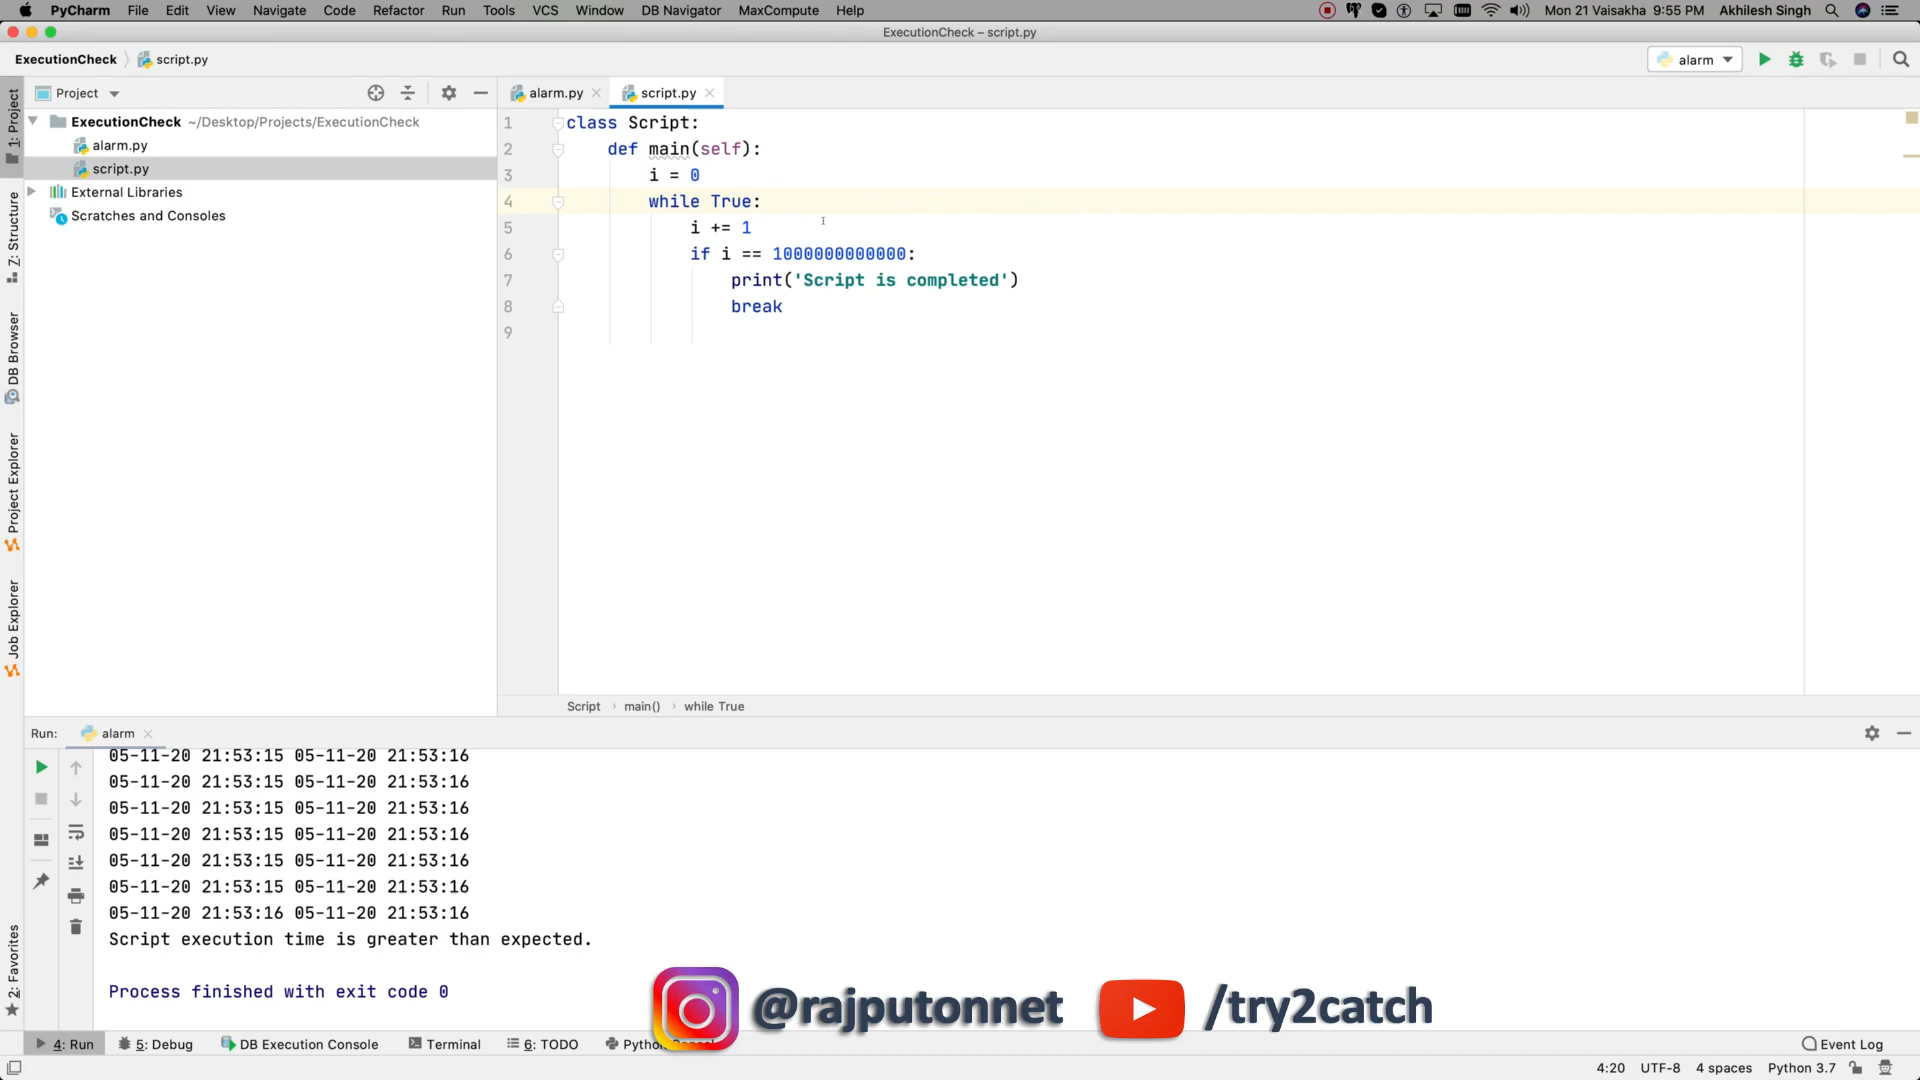 PyCharm File Edit View Navigate Code Refactor Run Tools VCS Window DB Navigator MaxCompute Help Mon 21 Vaisakha 9:55 PM Akhilesh Singh
ExecutionCheck – script.py
ExecutionCheck script.py alarm
Project alarm.py script.py
ExecutionCheck ~/Desktop/Projects/ExecutionCheck
alarm.py
script.py
External Libraries
Scratches and Consoles
1: Project
7: Structure
DB Browser
Project Explorer
Job Explorer
2: Favorites
1 class Script:
2 def main(self):
3 i = 0
4 while True:
5 i += 1
6 if i == 1000000000000:
7 print('Script is completed')
8 break
9
Script › main() › while True
Run: alarm
05-11-20 21:53:15 05-11-20 21:53:16
05-11-20 21:53:15 05-11-20 21:53:16
05-11-20 21:53:15 05-11-20 21:53:16
05-11-20 21:53:15 05-11-20 21:53:16
05-11-20 21:53:15 05-11-20 21:53:16
05-11-20 21:53:15 05-11-20 21:53:16
05-11-20 21:53:16 05-11-20 21:53:16
Script execution time is greater than expected.
Process finished with exit code 0
@rajputonnet /try2catch
4: Run 5: Debug DB Execution Console Terminal 6: TODO Event Log
4:20 UTF-8 4 spaces Python 3.7